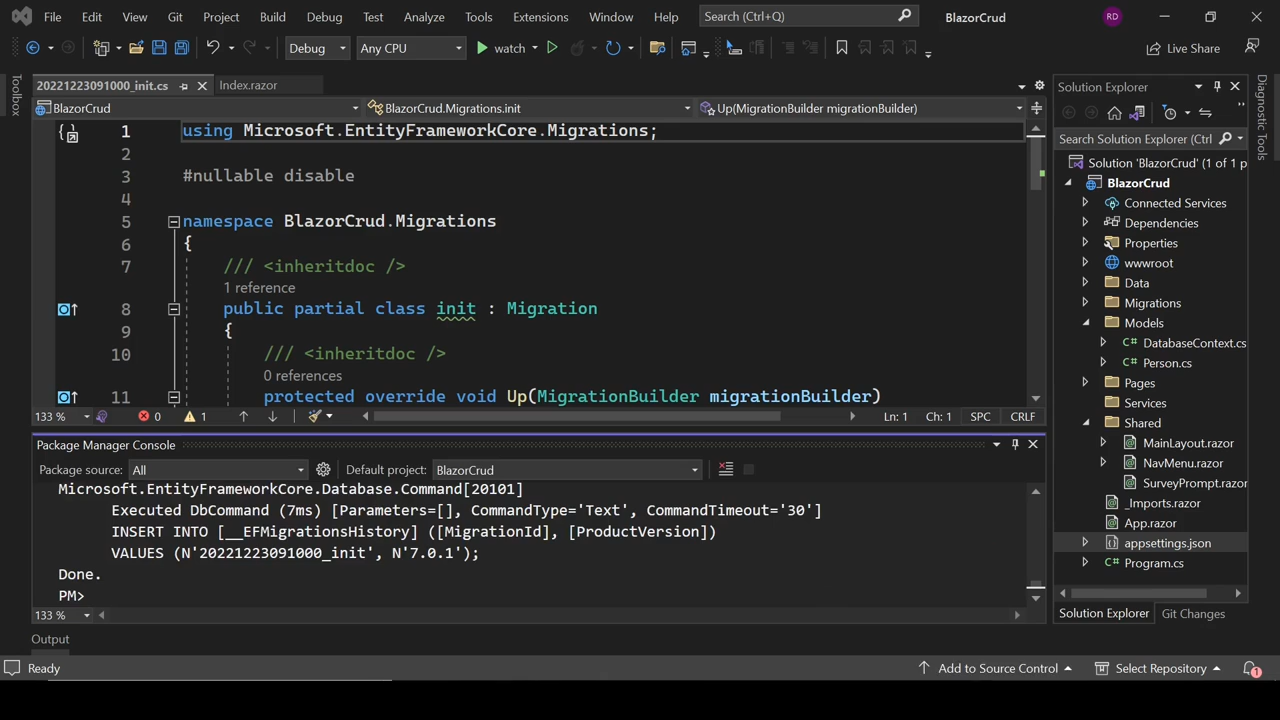 File Edit View Git Project Build Debug Test Analyze Tools Extensions Window Help Search (Ctrl+Q) BlazorCrud RD
Debug Any CPU watch Live Share
Toolbox
20221223091000_init.cs Index.razor
BlazorCrud BlazorCrud.Migrations.init Up(MigrationBuilder migrationBuilder)
1 using Microsoft.EntityFrameworkCore.Migrations;
2
3 #nullable disable
4
5 namespace BlazorCrud.Migrations
6 {
7 /// <inheritdoc />
1 reference
8 public partial class init : Migration
9 {
10 /// <inheritdoc />
0 references
11 protected override void Up(MigrationBuilder migrationBuilder)
133 % 0 1 Ln: 1 Ch: 1 SPC CRLF
Package Manager Console
Package source: All Default project: BlazorCrud
Microsoft.EntityFrameworkCore.Database.Command[20101]
Executed DbCommand (7ms) [Parameters=[], CommandType='Text', CommandTimeout='30']
INSERT INTO [__EFMigrationsHistory] ([MigrationId], [ProductVersion])
VALUES (N'20221223091000_init', N'7.0.1');
Done.
PM>
133 %
Output
Solution Explorer
Search Solution Explorer (Ctrl
Solution 'BlazorCrud' (1 of 1 p
BlazorCrud
Connected Services
Dependencies
Properties
wwwroot
Data
Migrations
Models
DatabaseContext.cs
Person.cs
Pages
Services
Shared
MainLayout.razor
NavMenu.razor
SurveyPrompt.razor
_Imports.razor
App.razor
appsettings.json
Program.cs
Solution Explorer Git Changes
Diagnostic Tools
Ready Add to Source Control Select Repository 1